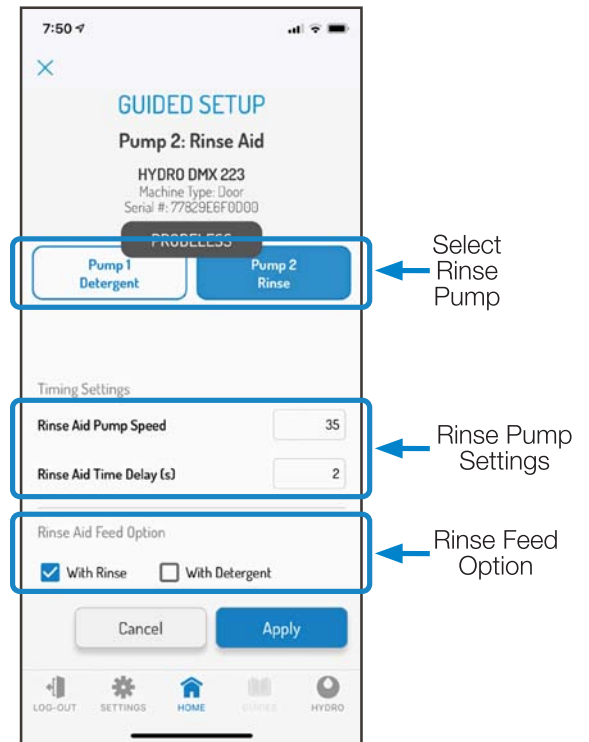 7:50
GUIDED SETUP
Pump 2: Rinse Aid
HYDRO DMX 223
Machine Type: Door
Serial #: 77829E6F0D00
PROBELESS
Pump 1
Detergent
Pump 2
Rinse
Select
Rinse
Pump
Timing Settings
Rinse Aid Pump Speed 35
Rinse Aid Time Delay (s) 2
Rinse Pump
Settings
Rinse Aid Feed Option
With Rinse With Detergent
Rinse Feed
Option
Cancel Apply
LOG-OUT SETTINGS HOME GUIDES HYDRO